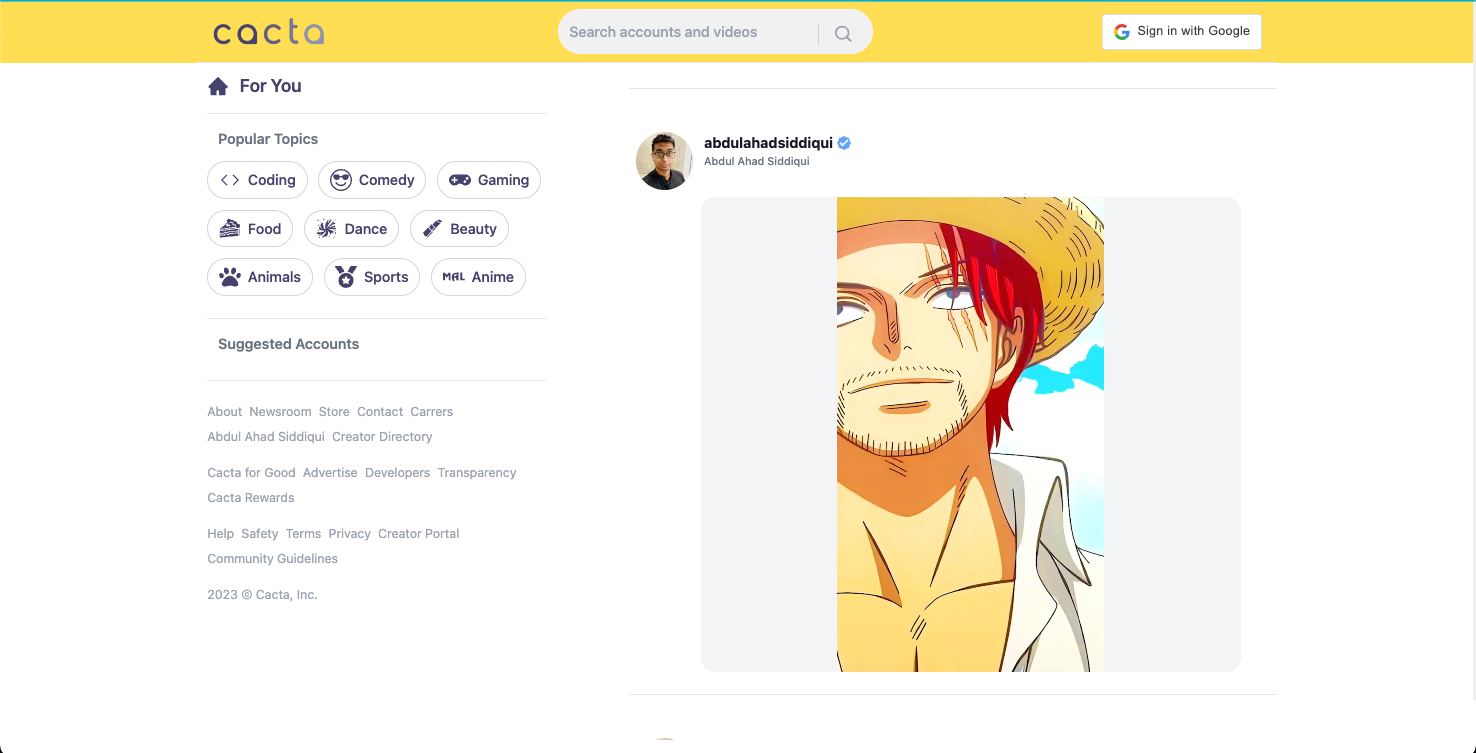 cacta
Search accounts and videos
Sign in with Google
For You
Popular Topics
Coding
Comedy
Gaming
Food
Dance
Beauty
Animals
Sports
MAL Anime
Suggested Accounts
About Newsroom Store Contact Carrers
Abdul Ahad Siddiqui Creator Directory
Cacta for Good Advertise Developers Transparency
Cacta Rewards
Help Safety Terms Privacy Creator Portal
Community Guidelines
2023 © Cacta, Inc.
abdulahadsiddiqui
Abdul Ahad Siddiqui